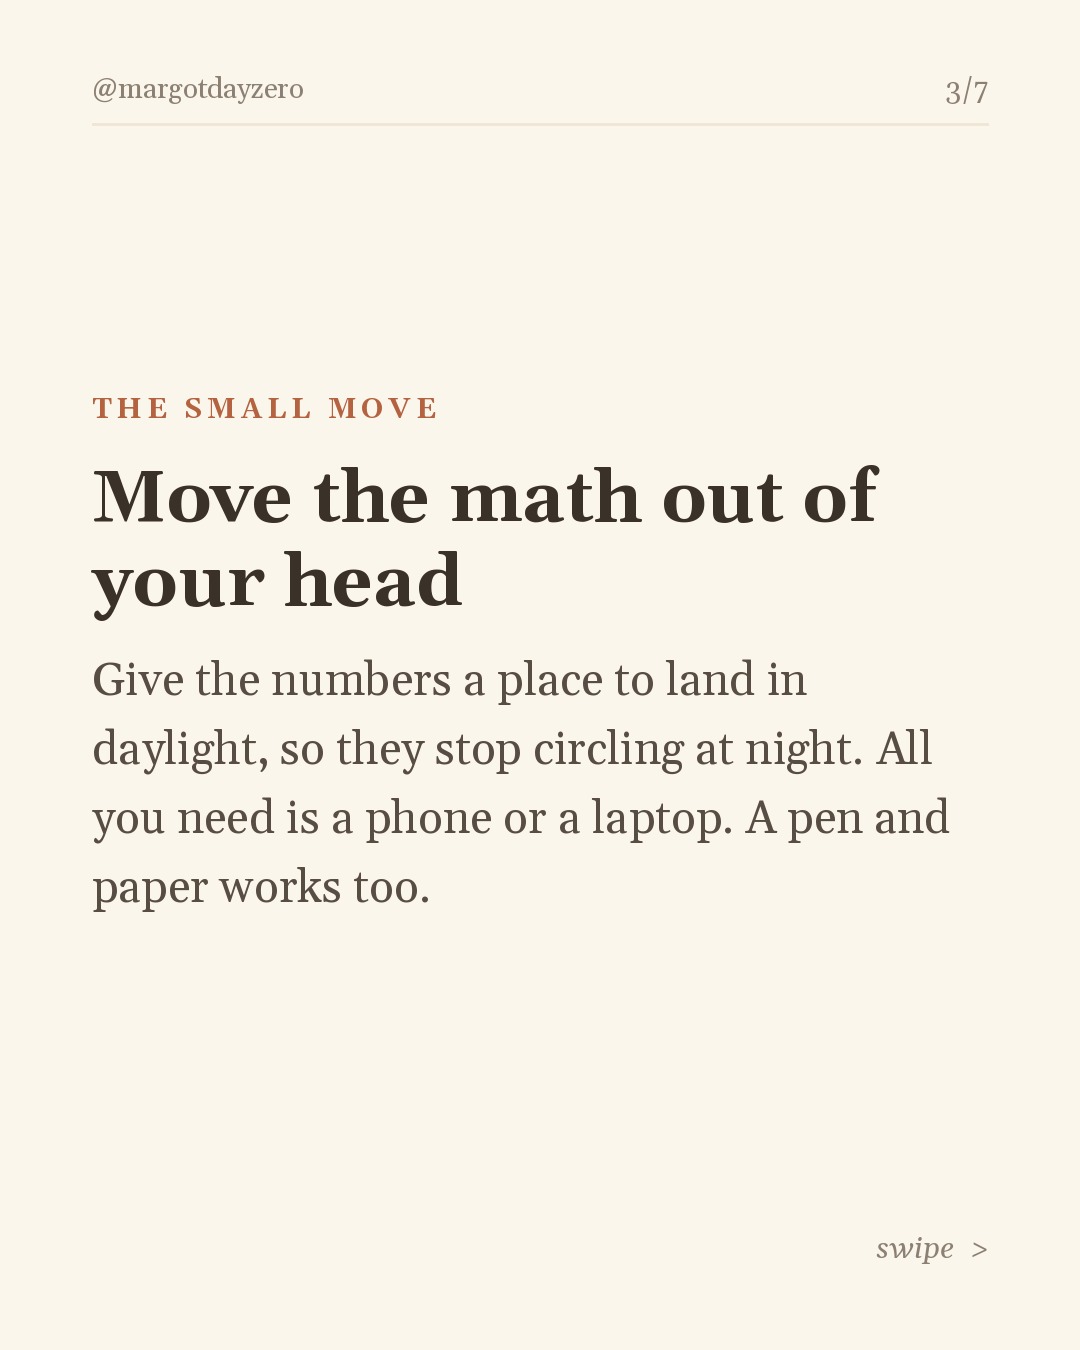 @margotdayzero
3/7
THE SMALL MOVE
Move the math out of
your head
Give the numbers a place to land in
daylight, so they stop circling at night. All
you need is a phone or a laptop. A pen and
paper works too.
swipe >